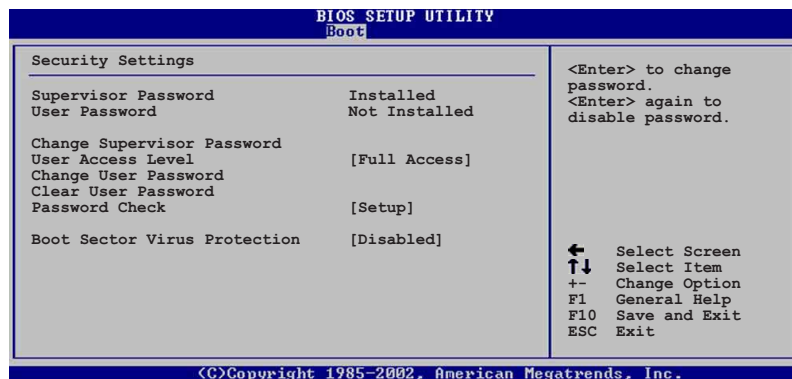 BIOS SETUP UTILITY
Boot
Security Settings
Supervisor Password Installed
User Password Not Installed
Change Supervisor Password
User Access Level [Full Access]
Change User Password
Clear User Password
Password Check [Setup]
Boot Sector Virus Protection [Disabled]
<Enter> to change
password.
<Enter> again to
disable password.
← Select Screen
↑↓ Select Item
+- Change Option
F1 General Help
F10 Save and Exit
ESC Exit
(C)Copyright 1985-2002, American Megatrends, Inc.